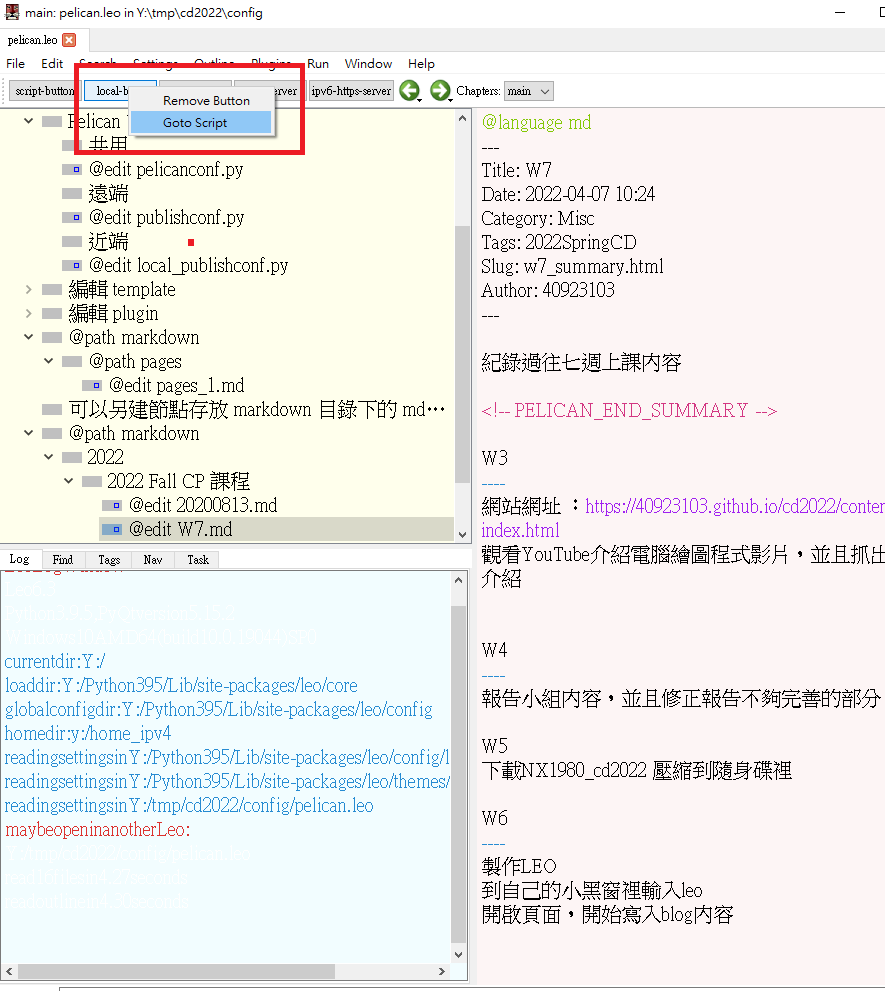 main: pelican.leo in Y:\tmp\cd2022\config
pelican.leo
File Edit Search Settings Outline Plugins Run Window Help
script-button local-b erver ipv6-https-server Chapters: main
Remove Button
Goto Script
Pelican
共用
@edit pelicanconf.py
遠端
@edit publishconf.py
近端
@edit local_publishconf.py
編輯 template
編輯 plugin
@path markdown
@path pages
@edit pages_1.md
可以另建節點存放 markdown 目錄下的 md…
@path markdown
2022
2022 Fall CP 課程
@edit 20200813.md
@edit W7.md
Log Find Tags Nav Task
currentdir:Y:/
loaddir:Y:/Python395/Lib/site-packages/leo/core
globalconfigdir:Y:/Python395/Lib/site-packages/leo/config
homedir:y:/home_ipv4
readingsettingsinY:/Python395/Lib/site-packages/leo/config/l
readingsettingsinY:/Python395/Lib/site-packages/leo/themes/
readingsettingsinY:/tmp/cd2022/config/pelican.leo
maybeopeninanotherLeo:
@language md
---
Title: W7
Date: 2022-04-07 10:24
Category: Misc
Tags: 2022SpringCD
Slug: w7_summary.html
Author: 40923103
---
紀錄過往七週上課內容
<!-- PELICAN_END_SUMMARY -->
W3
----
網站網址 ：https://40923103.github.io/cd2022/conten
index.html
觀看YouTube介紹電腦繪圖程式影片，並且抓出
介紹
W4
----
報告小組內容，並且修正報告不夠完善的部分
W5
下載NX1980_cd2022 壓縮到隨身碟裡
W6
----
製作LEO
到自己的小黑窗裡輸入leo
開啟頁面，開始寫入blog內容